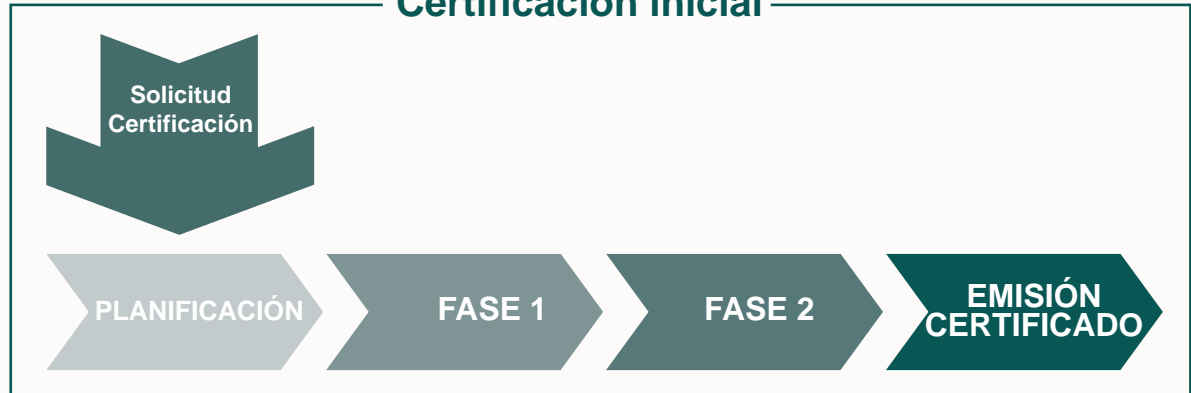 Certificación inicial
Solicitud
Certificación
PLANIFICACIÓN
FASE 1
FASE 2
EMISIÓN
CERTIFICADO